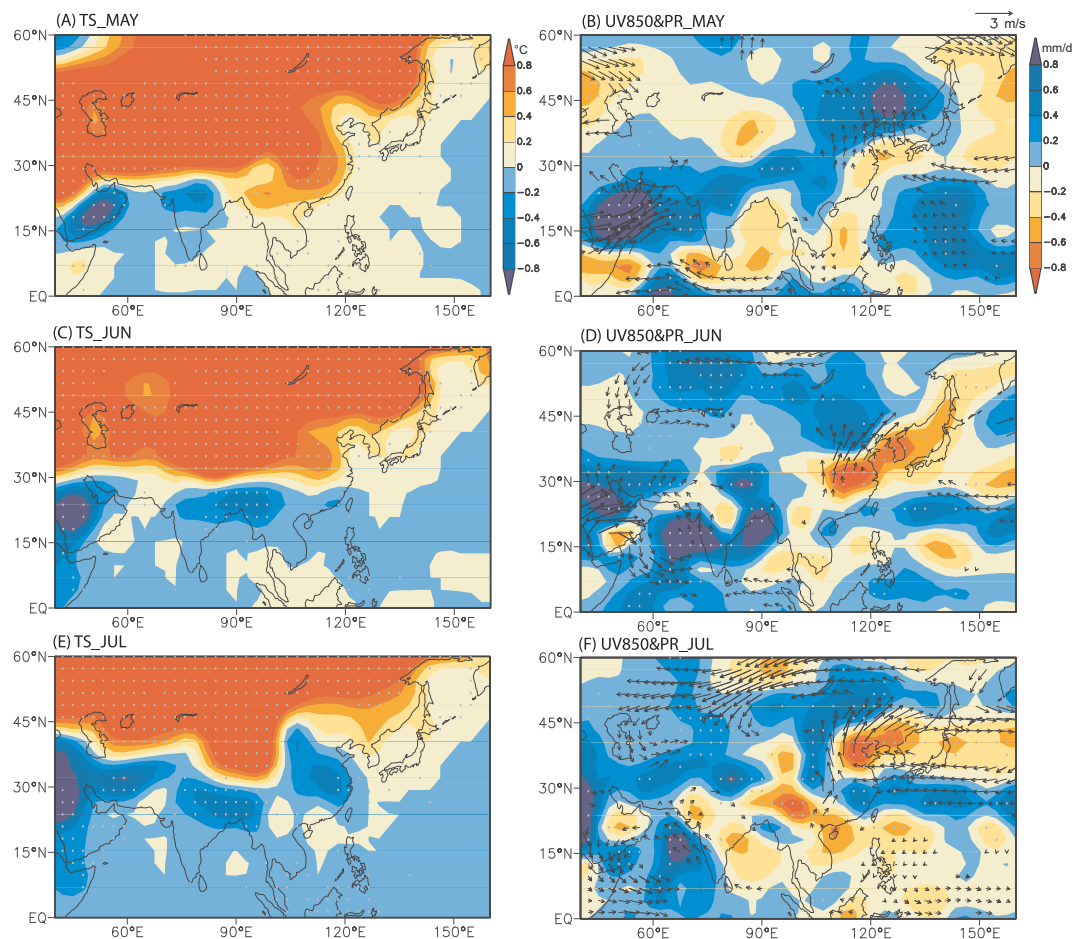 (A) TS_MAY
(B) UV850&PR_MAY
3 m/s
60°N
45°N
30°N
15°N
EQ
60°E
90°E
120°E
150°E
°C
0.8
0.6
0.4
0.2
0
−0.2
−0.4
−0.6
−0.8
60°N
45°N
30°N
15°N
EQ
60°E
90°E
120°E
150°E
mm/d
0.8
0.6
0.4
0.2
0
−0.2
−0.4
−0.6
−0.8
(C) TS_JUN
60°N
45°N
30°N
15°N
EQ
60°E
90°E
120°E
150°E
(D) UV850&PR_JUN
60°N
45°N
30°N
15°N
EQ
60°E
90°E
120°E
150°E
(E) TS_JUL
60°N
45°N
30°N
15°N
EQ
60°E
90°E
120°E
150°E
(F) UV850&PR_JUL
60°N
45°N
30°N
15°N
EQ
60°E
90°E
120°E
150°E